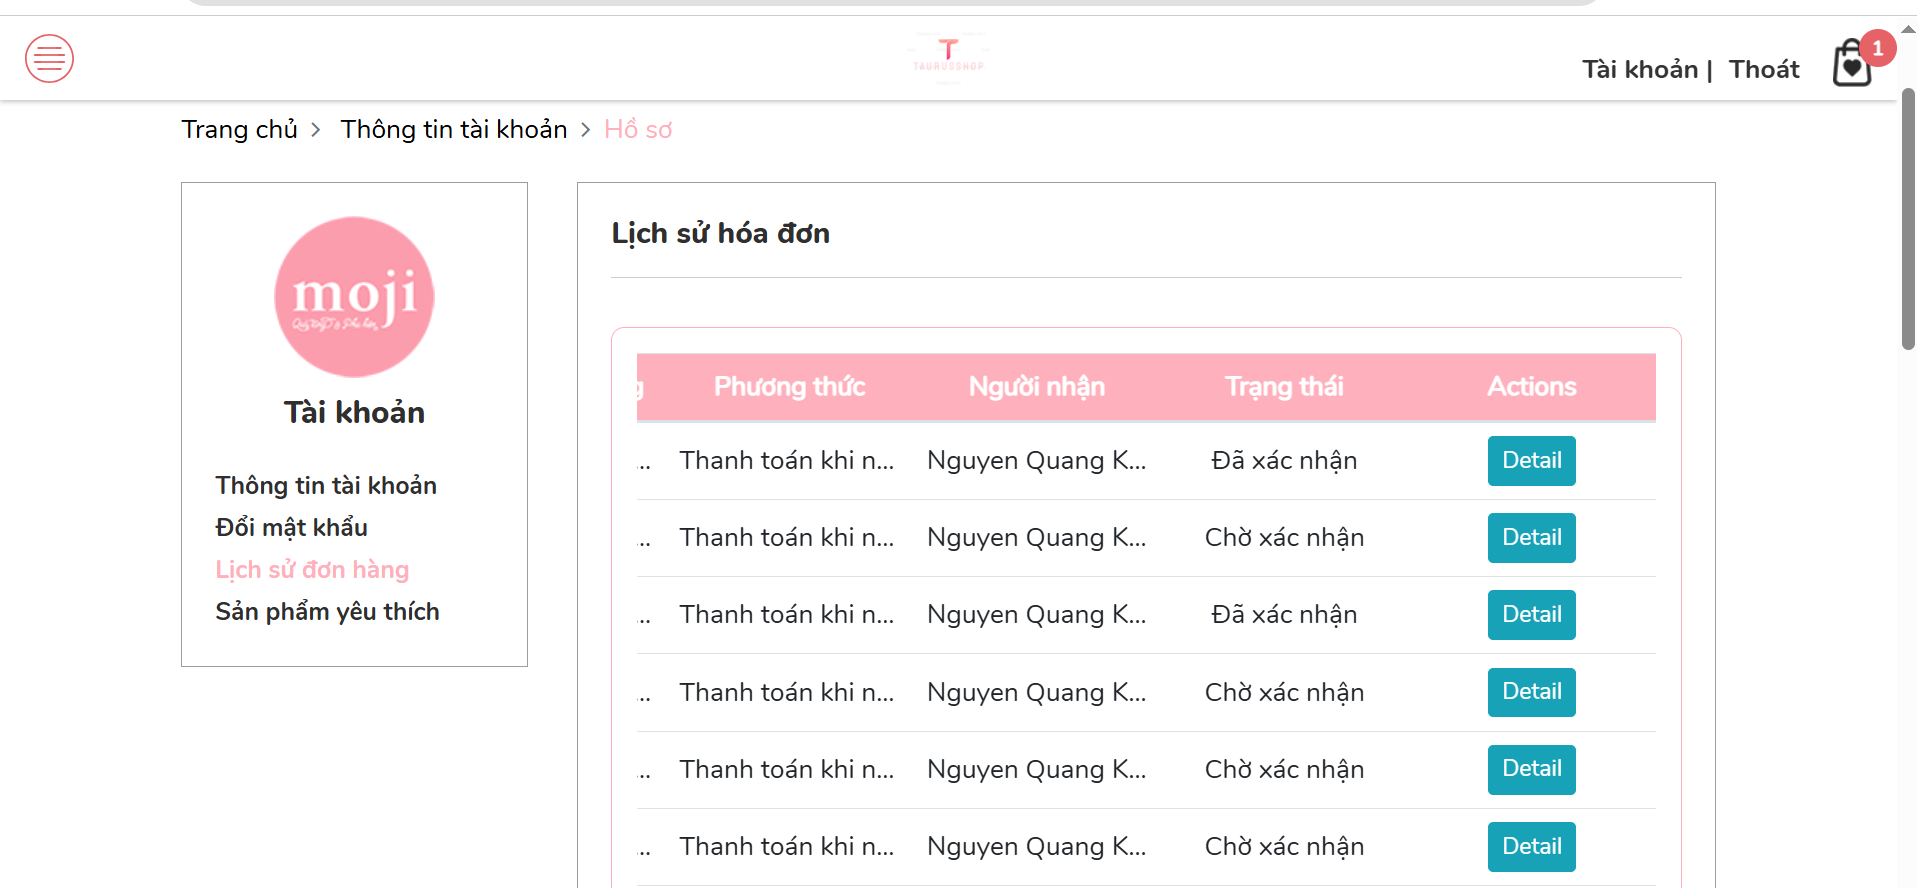 TAURUSSHOP
Tài khoản | Thoát
1
Trang chủ > Thông tin tài khoản > Hồ sơ
moji
Tài khoản
Thông tin tài khoản
Đổi mật khẩu
Lịch sử đơn hàng
Sản phẩm yêu thích
Lịch sử hóa đơn
g Phương thức Người nhận Trạng thái Actions
... Thanh toán khi n... Nguyen Quang K... Đã xác nhận Detail
... Thanh toán khi n... Nguyen Quang K... Chờ xác nhận Detail
... Thanh toán khi n... Nguyen Quang K... Đã xác nhận Detail
... Thanh toán khi n... Nguyen Quang K... Chờ xác nhận Detail
... Thanh toán khi n... Nguyen Quang K... Chờ xác nhận Detail
... Thanh toán khi n... Nguyen Quang K... Chờ xác nhận Detail